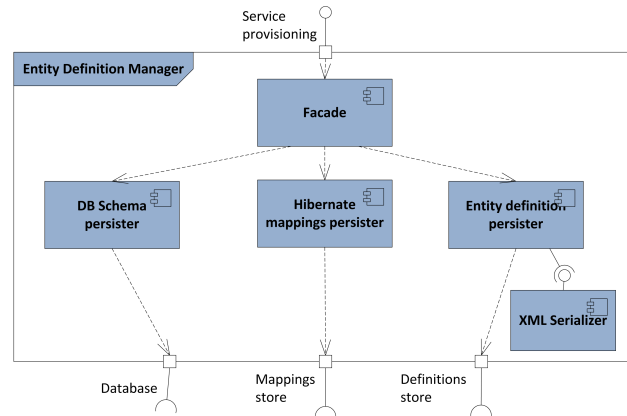 Service
provisioning
Entity Definition Manager
Facade
DB Schema
persister
Hibernate
mappings persister
Entity definition
persister
XML Serializer
Database
Mappings
store
Definitions
store